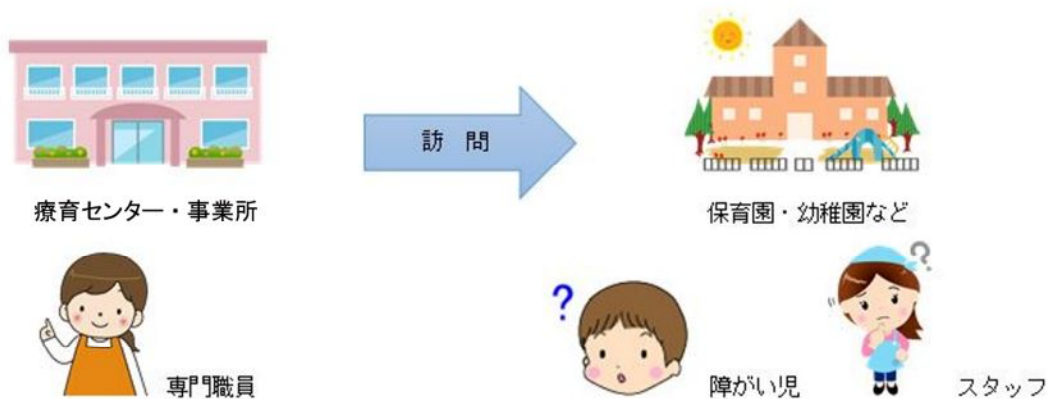 訪 問
療育センター・事業所
保育園・幼稚園など
?
?
専門職員
障がい児
スタッフ